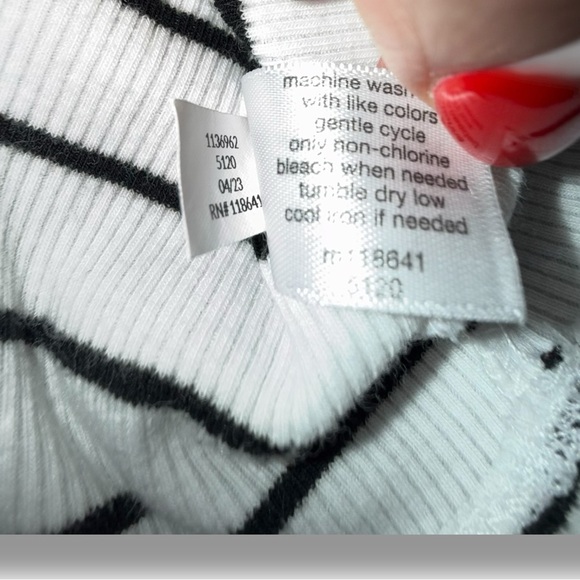 1136962
5120
04/23
RN# 118641
machine wash
with like colors
gentle cycle
only non-chlorine
bleach when needed
tumble dry low
cool iron if needed
rn118641
5120